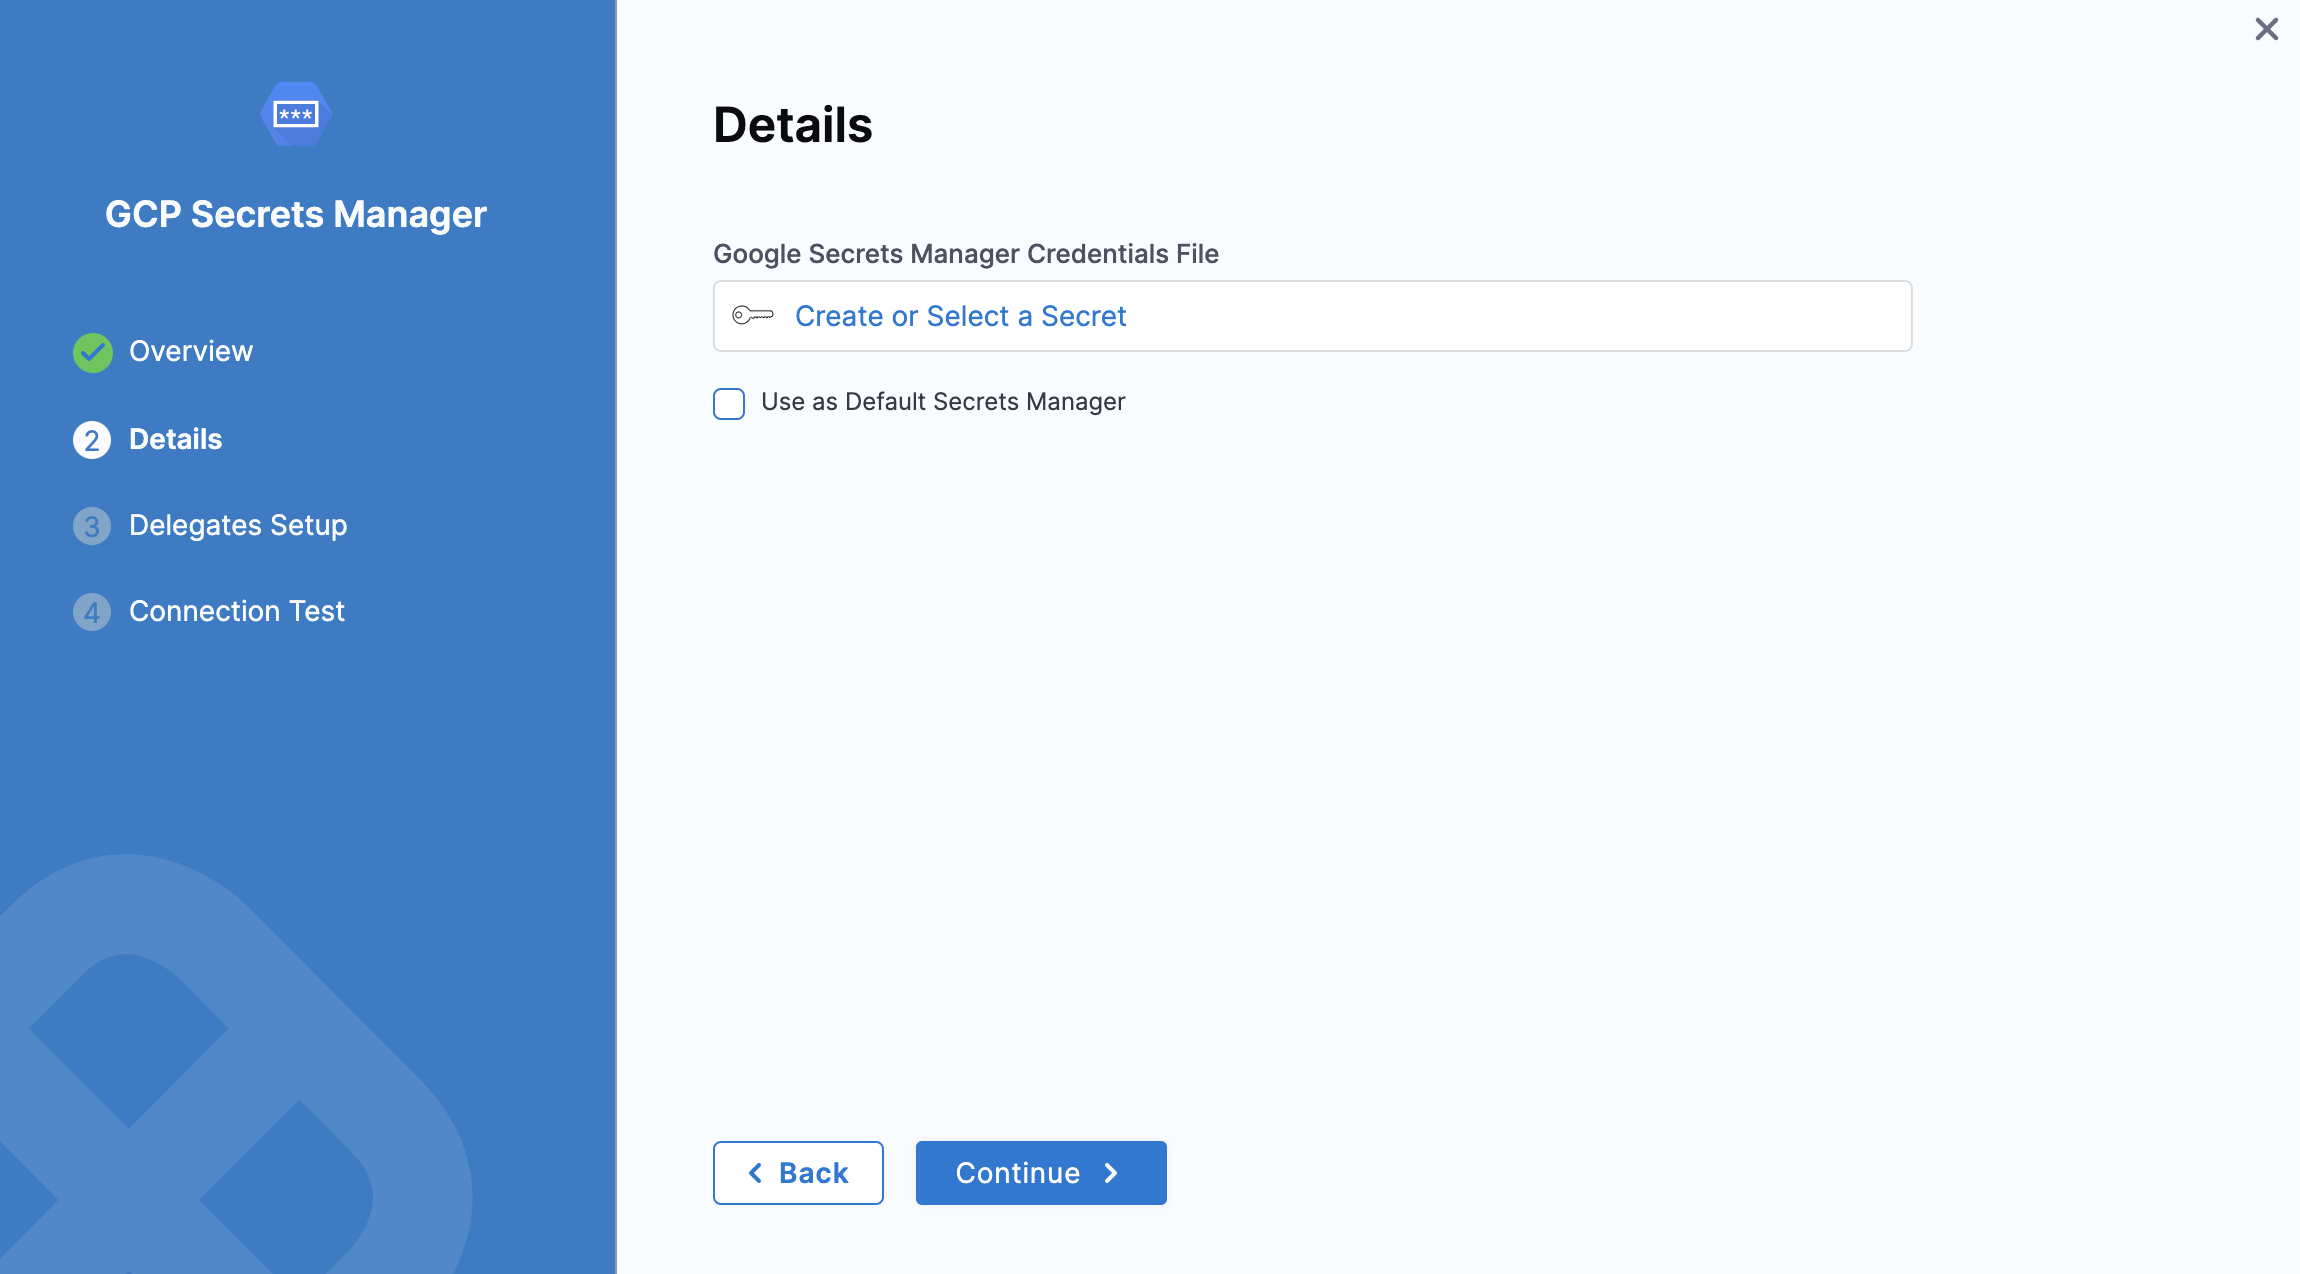 ***
GCP Secrets Manager
Overview
2 Details
3 Delegates Setup
4 Connection Test
Details
Google Secrets Manager Credentials File
Create or Select a Secret
Use as Default Secrets Manager
Back
Continue